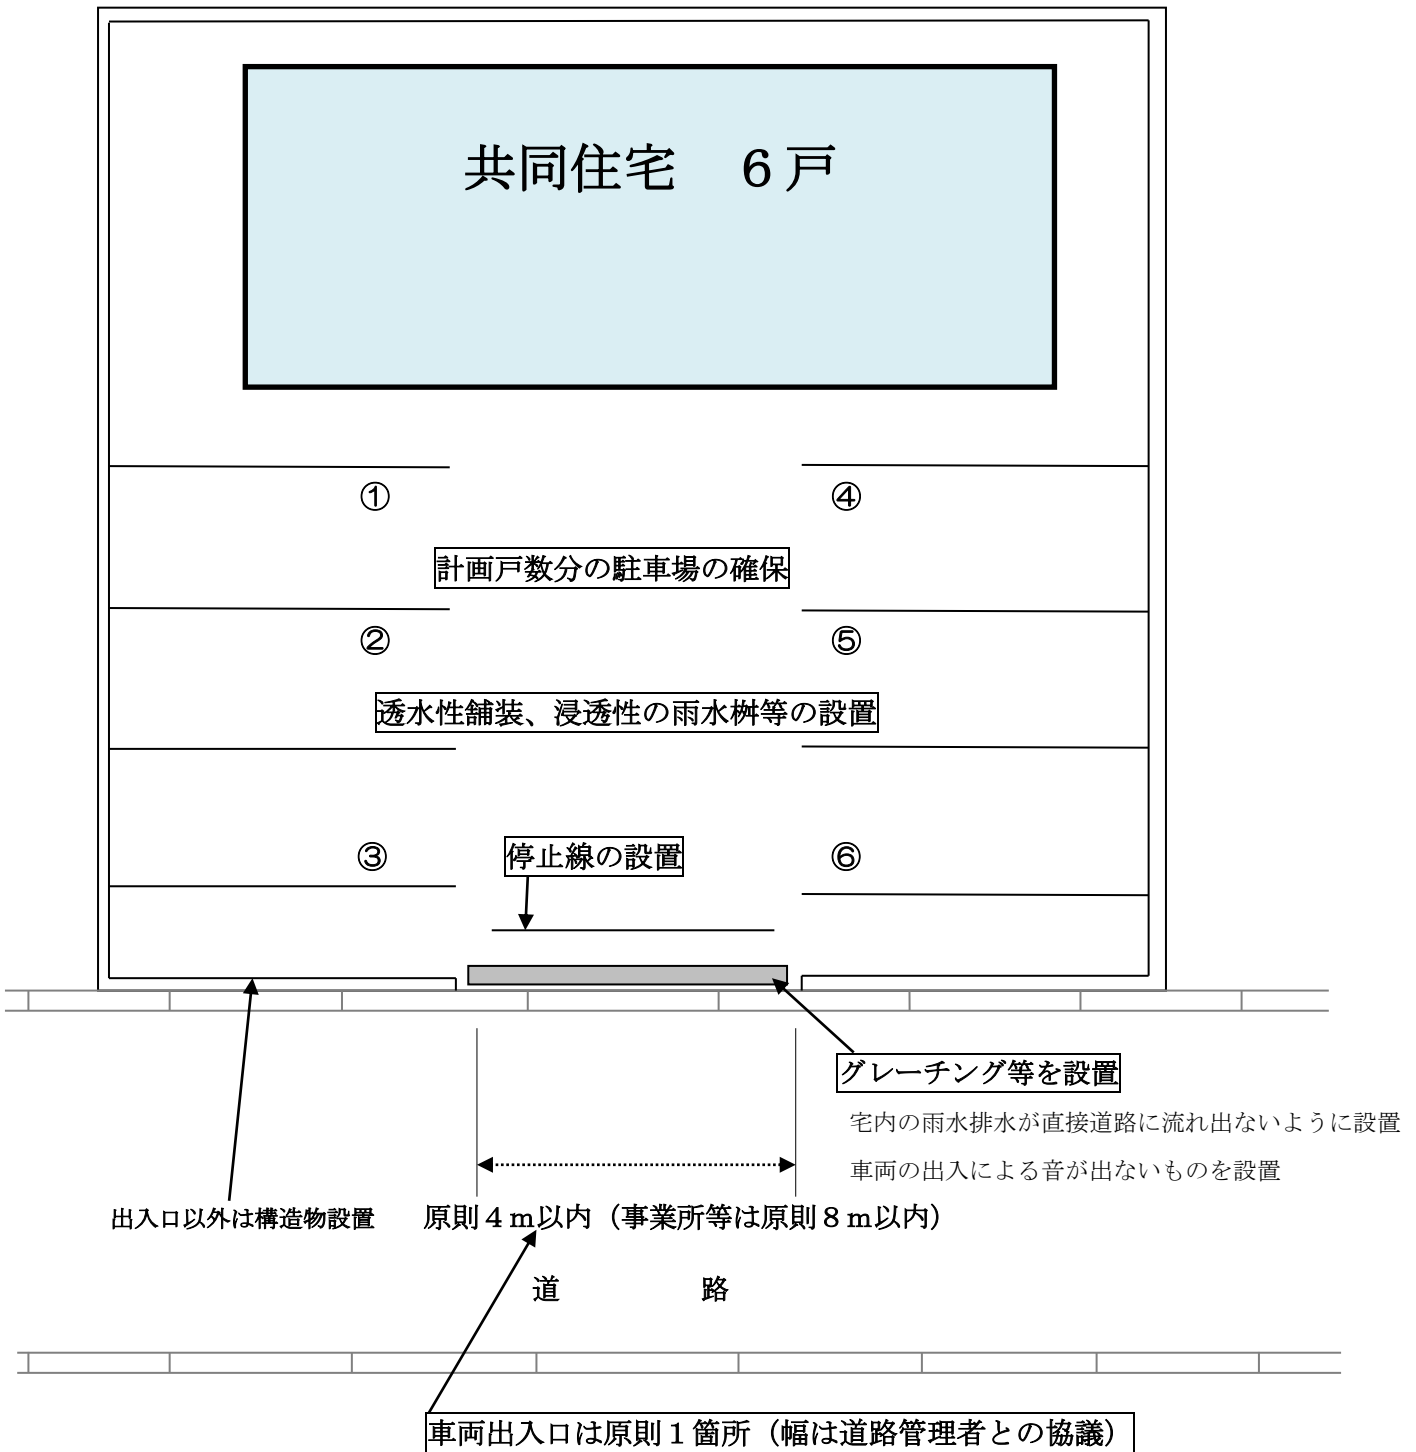 共同住宅　６戸
①
④
計画戸数分の駐車場の確保
②
⑤
透水性舗装、浸透性の雨水桝等の設置
③
停止線の設置
⑥
グレーチング等を設置
宅内の雨水排水が直接道路に流れ出ないように設置
車両の出入による音が出ないものを設置
出入口以外は構造物設置
原則４ｍ以内（事業所等は原則８ｍ以内）
道　　　　　路
車両出入口は原則１箇所（幅は道路管理者との協議）